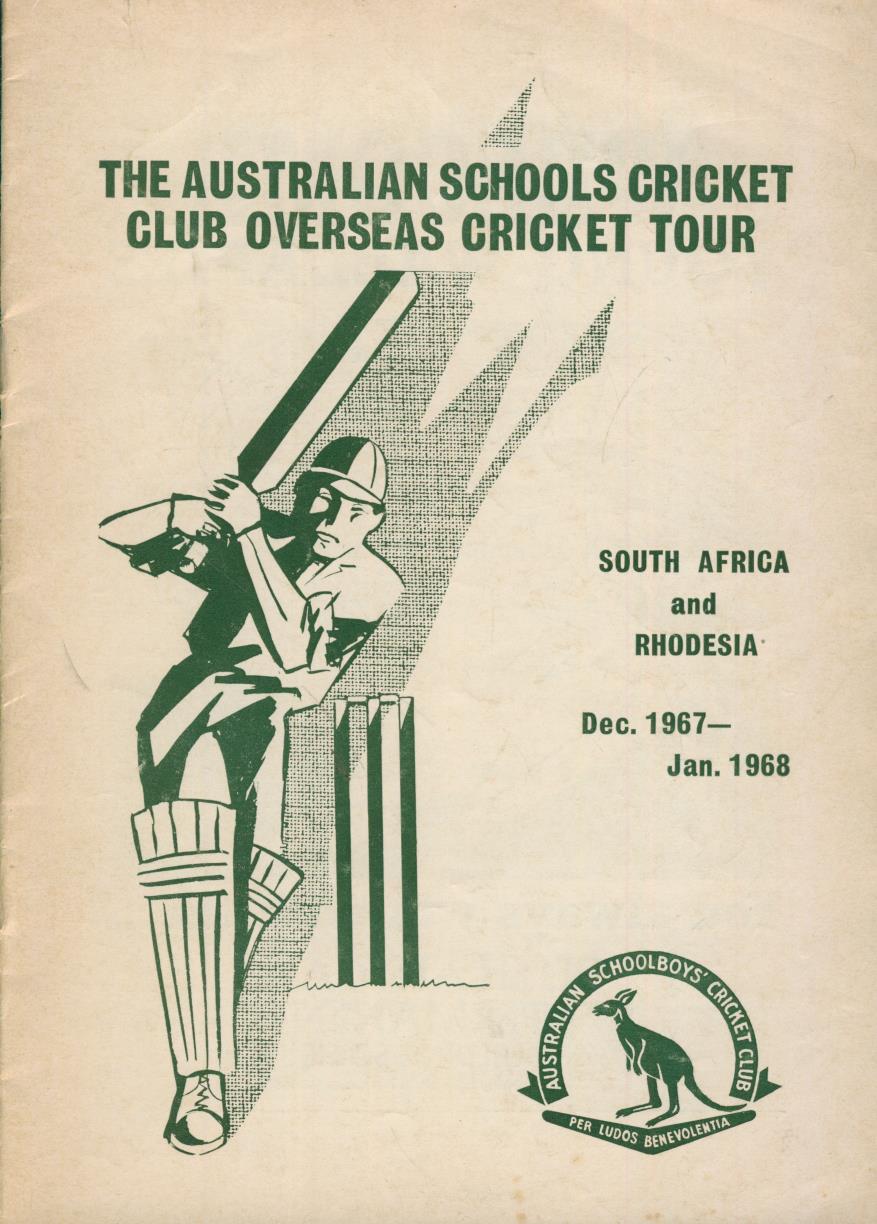 THE AUSTRALIAN SCHOOLS CRICKET
CLUB OVERSEAS CRICKET TOUR
SOUTH AFRICA
and
RHODESIA
Dec. 1967—
Jan. 1968
AUSTRALIAN SCHOOLBOYS' CRICKET CLUB
PER LUDOS BENEVOLENTIA